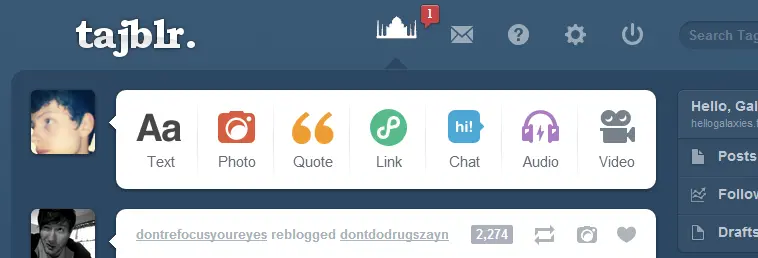 tajblr.
1
Search Tag
Aa
hi!
Text Photo Quote Link Chat Audio Video
Hello, Gal
hellogalaxies.t
Posts
Follow
Drafts
dontrefocusyoureyes reblogged dontdodrugszayn 2,274